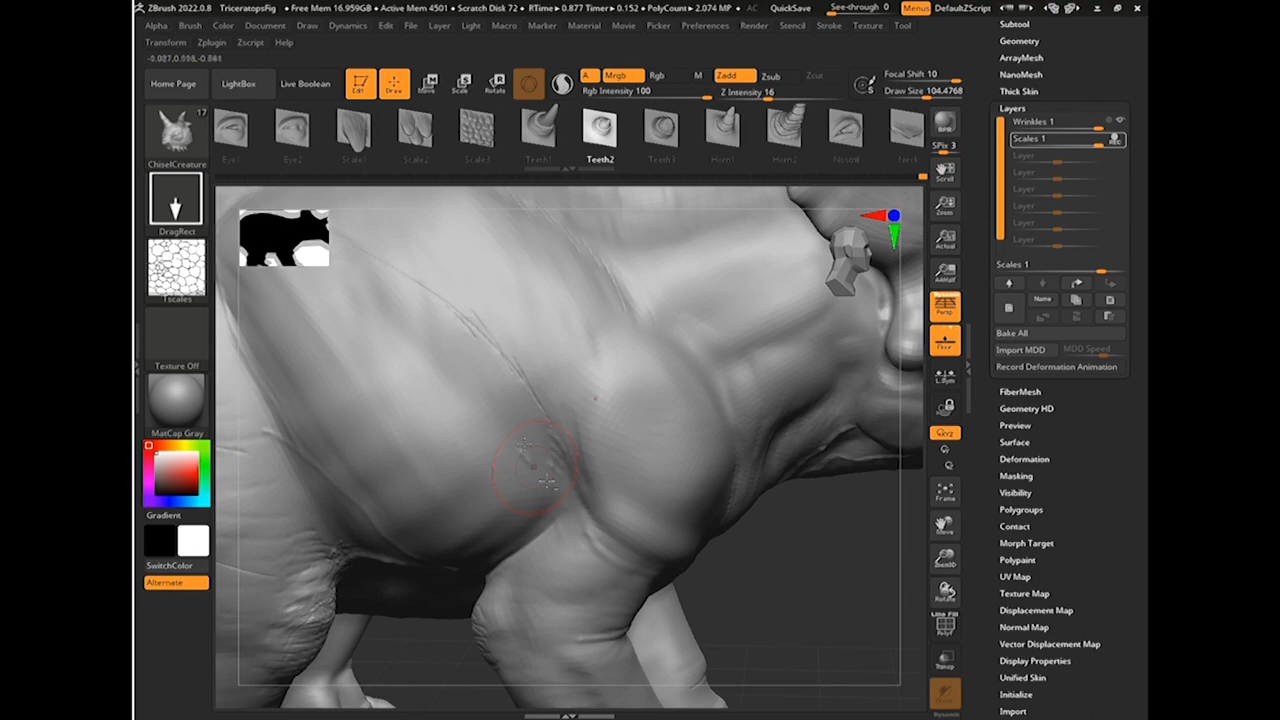 ZBrush 2022.0.8 TriceratopsFig • Free Mem 16.959GB • Active Mem 4501 • Scratch Disk 72 • RTime▸0.877 Timer▸0.152 • PolyCount▸2.074 MP • AC QuickSave See-through 0 Menus DefaultZScript
Alpha Brush Color Document Draw Dynamics Edit File Layer Light Macro Marker Material Movie Picker Preferences Render Stencil Stroke Texture Tool
Transform Zplugin Zscript Help
Home Page LightBox Live Boolean Edit Draw Move Scale Rotate A Mrgb Rgb M Zadd Zsub Zcut Focal Shift 10
Rgb Intensity 100 Z Intensity 16 Draw Size 104.4768
17
Eye1 Eye2 Scale1 Scale2 Scale3 Teeth1 Teeth2 Teeth3 Horn1 Horn2 Nostril Neck
ChiselCreature
DragRect
Tscales
Texture Off
MatCap Gray
Gradient
SwitchColor
Alternate
BPR
SPix 3
Scroll
Zoom
Actual
AAHalf
Persp
Floor
L.Sym
Frame
Move
Zoom3D
Rotate
Line Fill
PolyF
Transp
Dynamic
Subtool
Geometry
ArrayMesh
NanoMesh
Thick Skin
Layers
Wrinkles 1
Scales 1
REC
Layer
Layer
Layer
Layer
Layer
Layer
Scales 1
Name
Bake All
Import MDD MDD Speed
Record Deformation Animation
FiberMesh
Geometry HD
Preview
Surface
Deformation
Masking
Visibility
Polygroups
Contact
Morph Target
Polypaint
UV Map
Texture Map
Displacement Map
Normal Map
Vector Displacement Map
Display Properties
Unified Skin
Initialize
Import